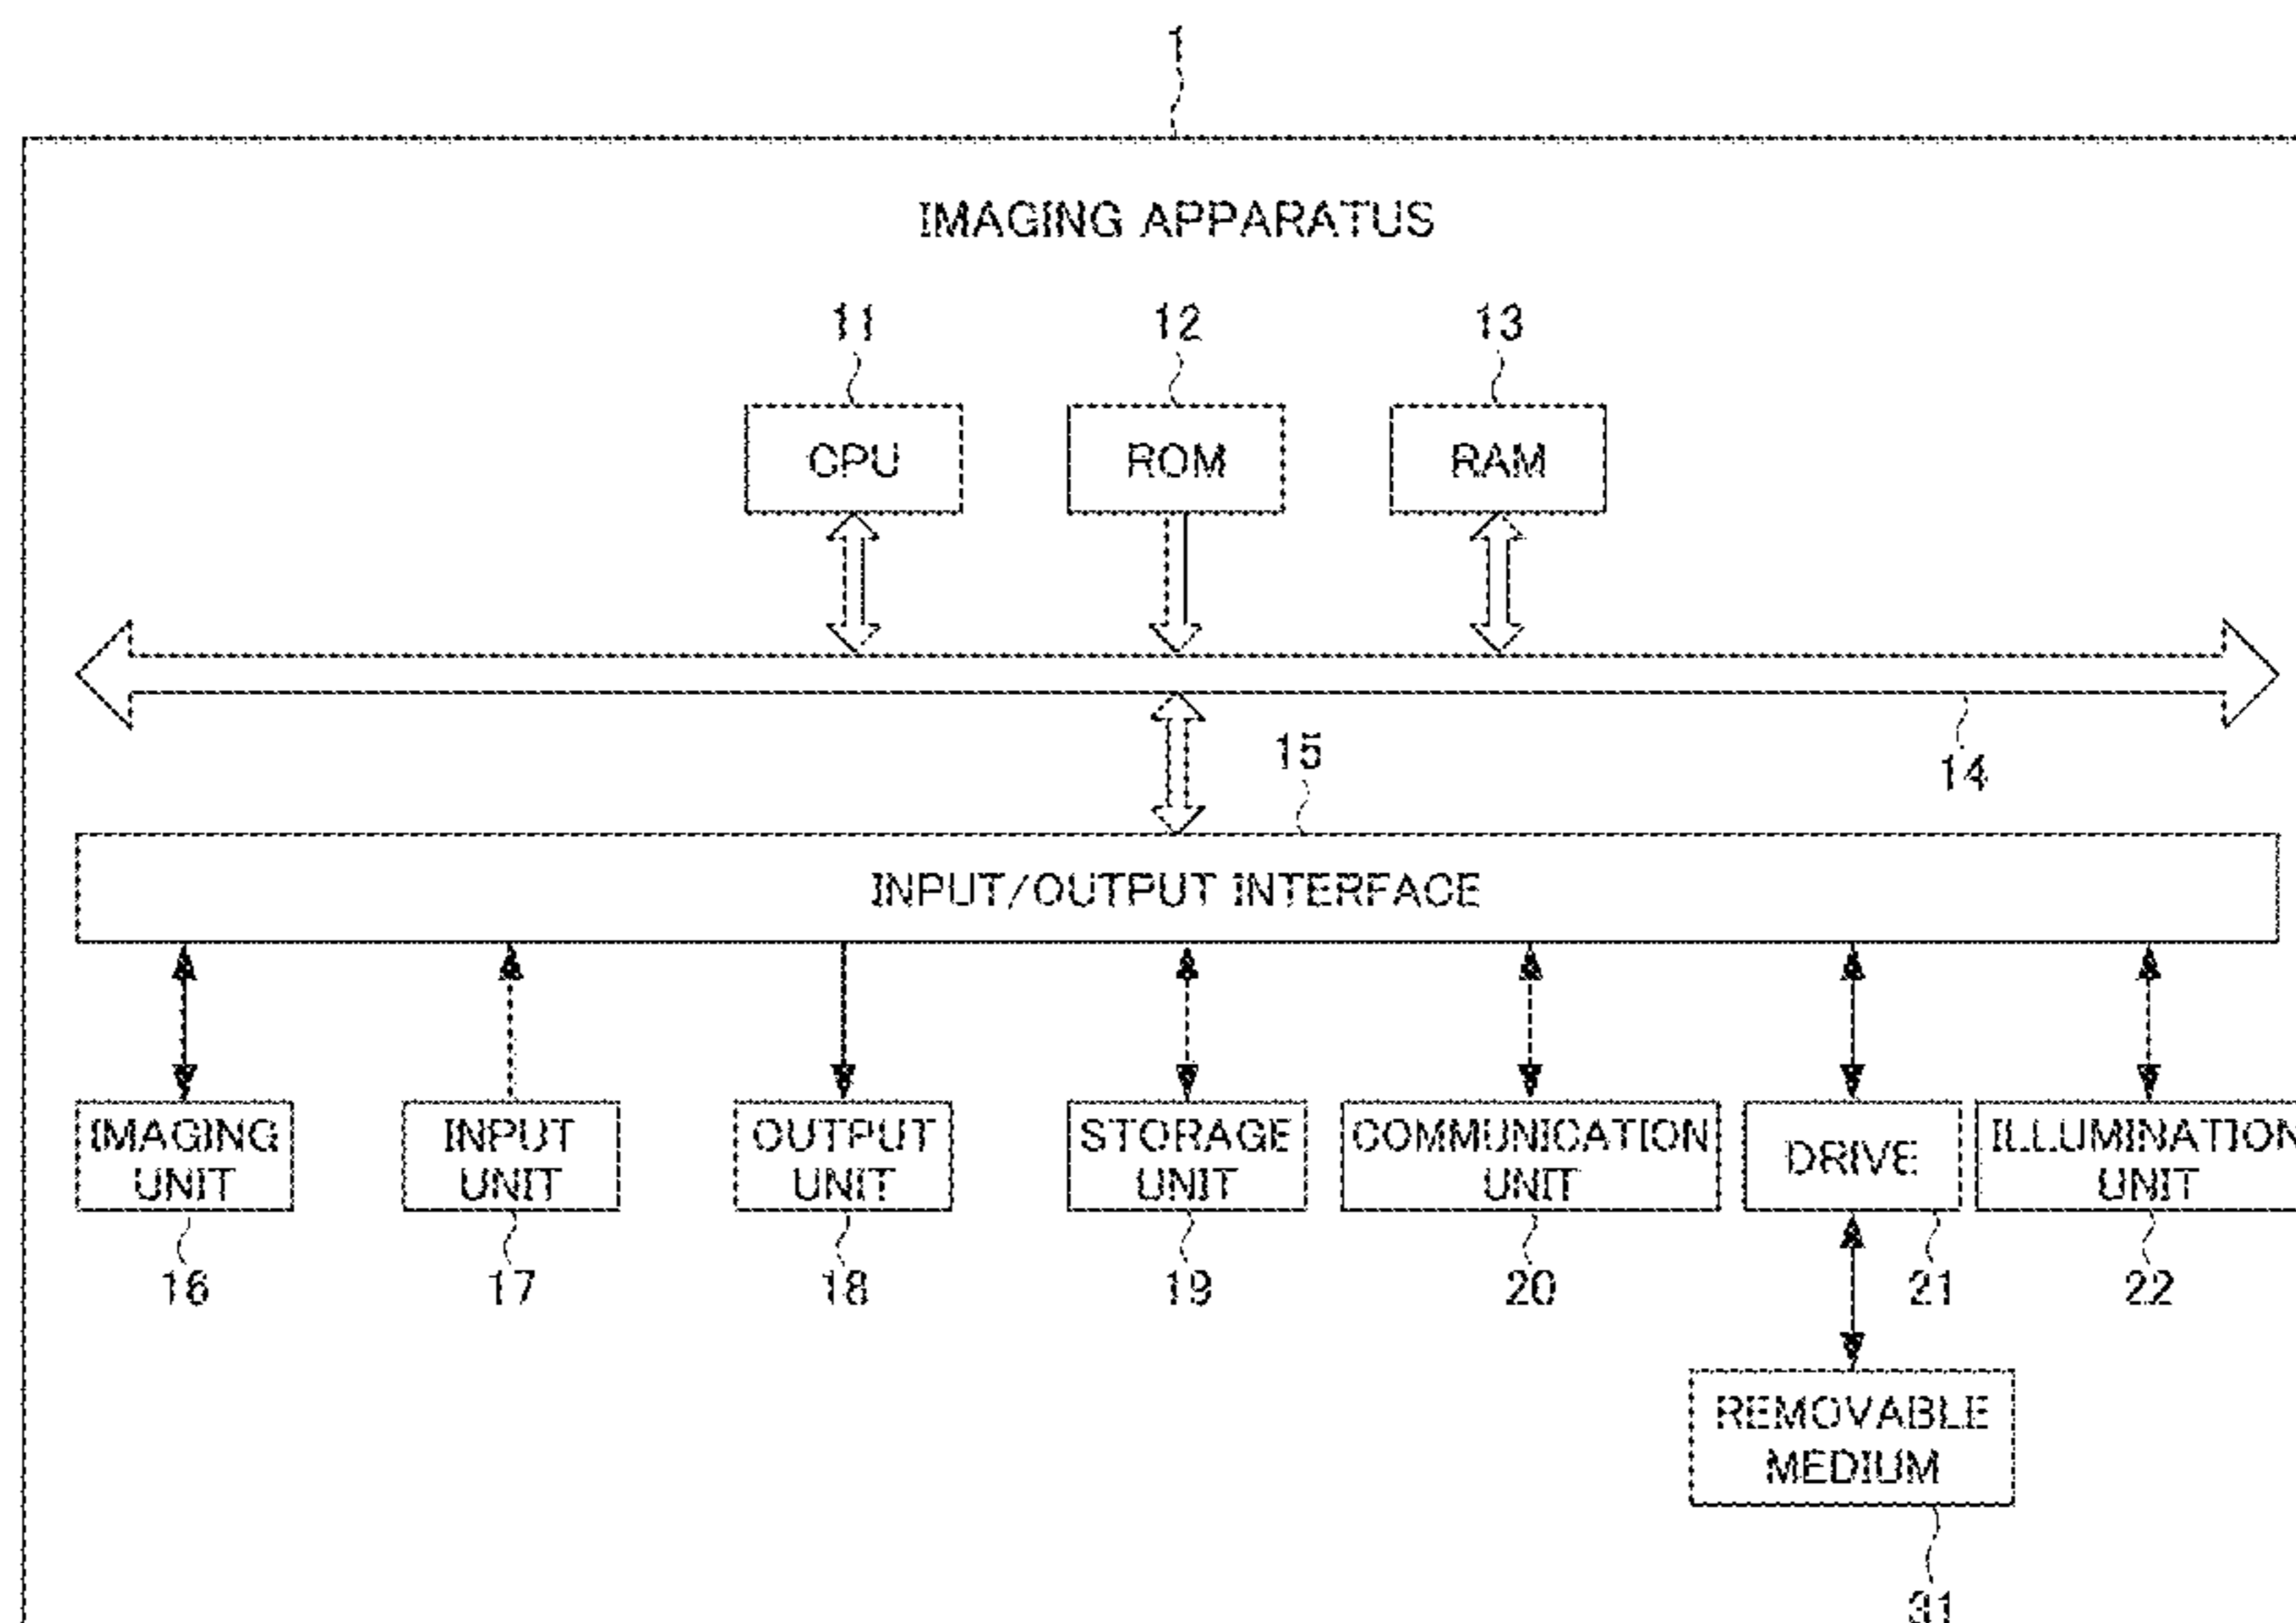 1
IMAGING APPARATUS
11 12 13
CPU ROM RAM
15
14
INPUT/OUTPUT INTERFACE
IMAGING UNIT
INPUT UNIT
OUTPUT UNIT
STORAGE UNIT
COMMUNICATION UNIT
DRIVE
ILLUMINATION UNIT
16 17 18 19 20 21 22
REMOVABLE
MEDIUM
31